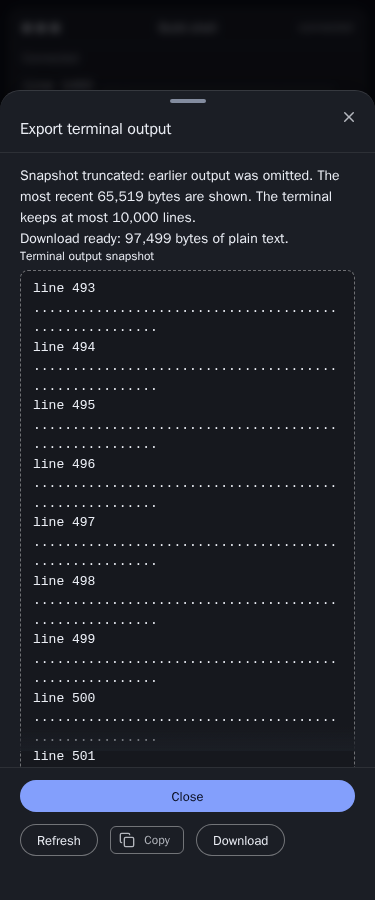 Export terminal output
Snapshot truncated: earlier output was omitted. The
most recent 65,519 bytes are shown. The terminal
keeps at most 10,000 lines.
Download ready: 97,499 bytes of plain text.
Terminal output snapshot
line 493
.......................................
................
line 494
.......................................
................
line 495
.......................................
................
line 496
.......................................
................
line 497
.......................................
................
line 498
.......................................
................
line 499
.......................................
................
line 500
.......................................
................
line 501
Close
Refresh
Copy
Download